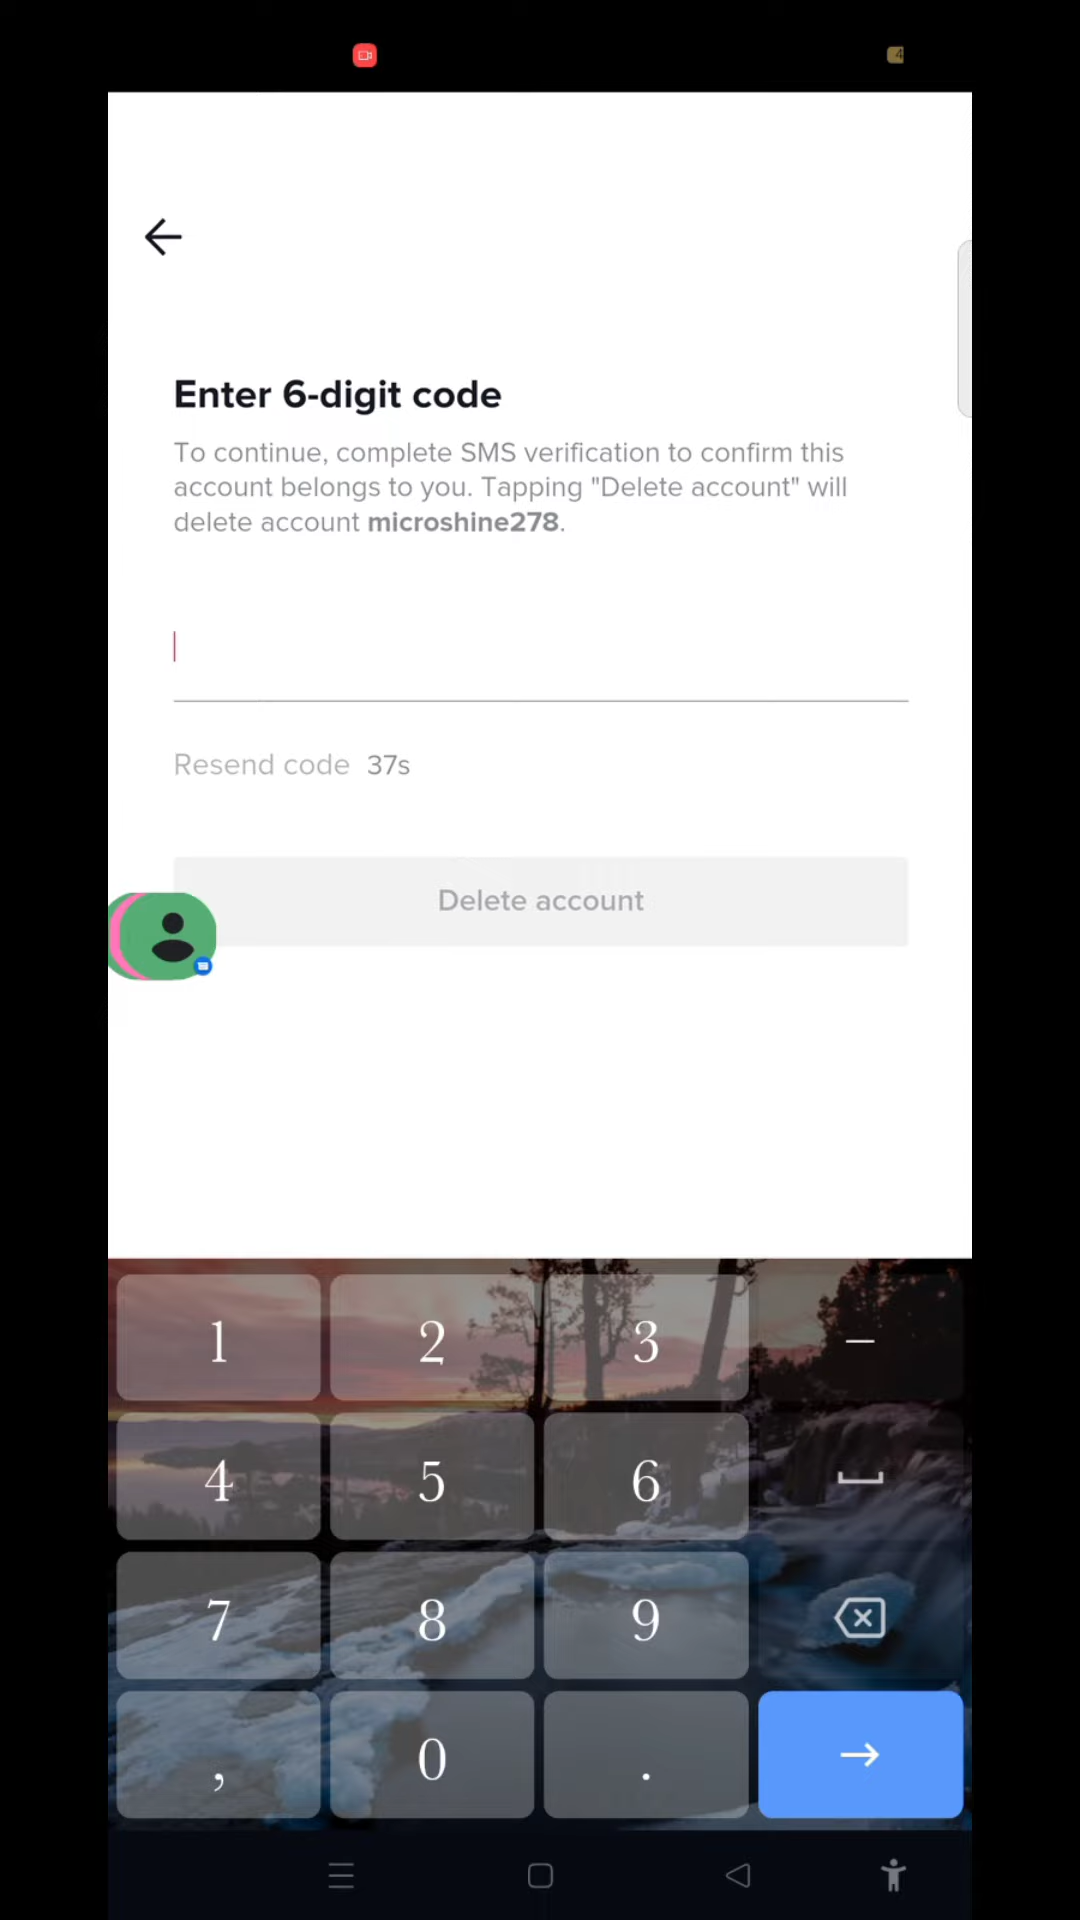 Enter 6-digit code
To continue, complete SMS verification to confirm this
account belongs to you. Tapping "Delete account" will
delete account microshine278.
Resend code 37s
Delete account
1 2 3 –
4 5 6
7 8 9
, 0 .